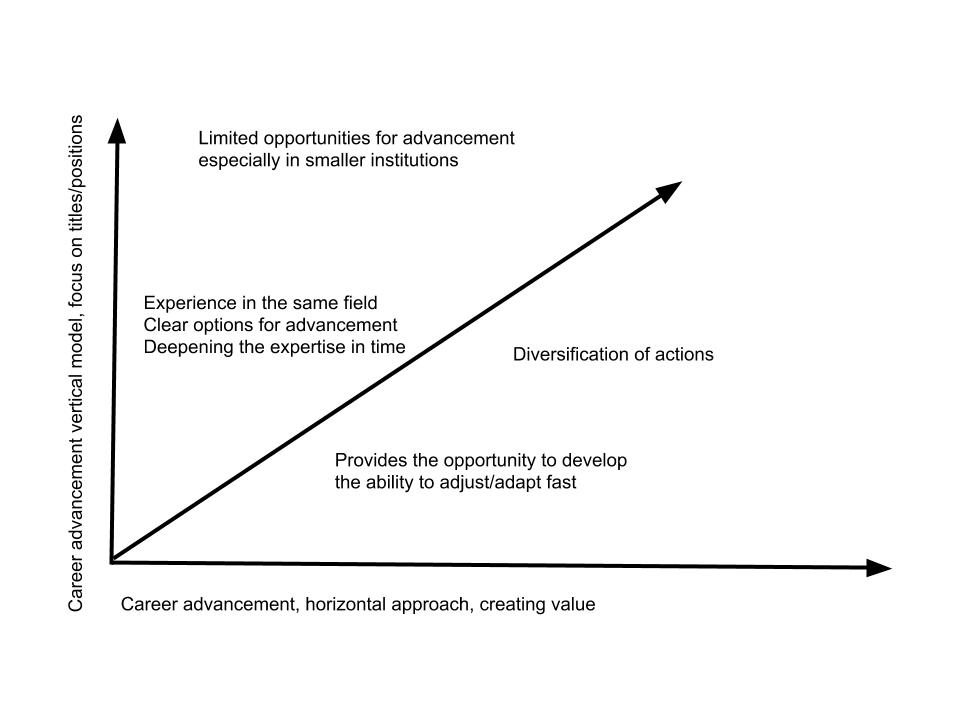 Career advancement vertical model, focus on titles/positions
Limited opportunities for advancement
especially in smaller institutions
Experience in the same field
Clear options for advancement
Deepening the expertise in time
Diversification of actions
Provides the opportunity to develop
the ability to adjust/adapt fast
Career advancement, horizontal approach, creating value